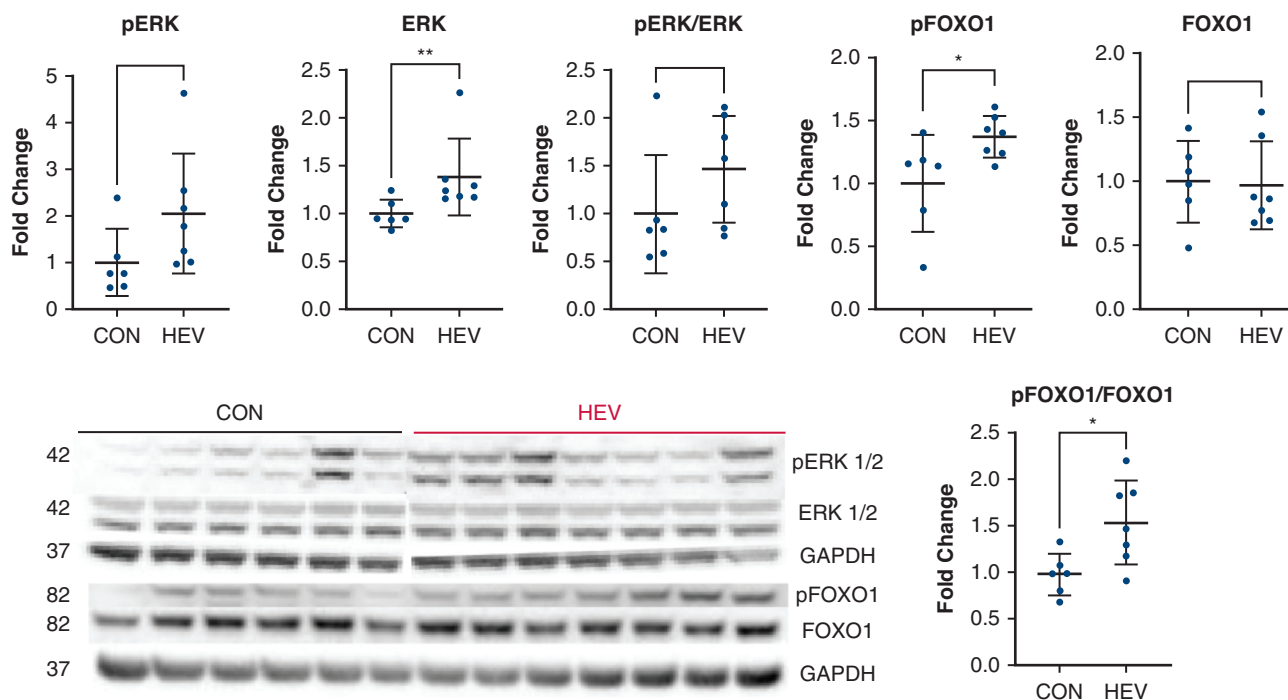 pERK
Fold Change
5
4
3
2
1
0
CON HEV
ERK
Fold Change
2.5
2.0
1.5
1.0
0.5
0.0
**
CON HEV
pERK/ERK
Fold Change
2.5
2.0
1.5
1.0
0.5
0.0
CON HEV
pFOXO1
Fold Change
2.0
1.5
1.0
0.5
0.0
*
CON HEV
FOXO1
Fold Change
2.0
1.5
1.0
0.5
0.0
CON HEV
CON HEV
42 pERK 1/2
42 ERK 1/2
37 GAPDH
82 pFOXO1
82 FOXO1
37 GAPDH
pFOXO1/FOXO1
Fold Change
2.5
2.0
1.5
1.0
0.5
0.0
*
CON HEV